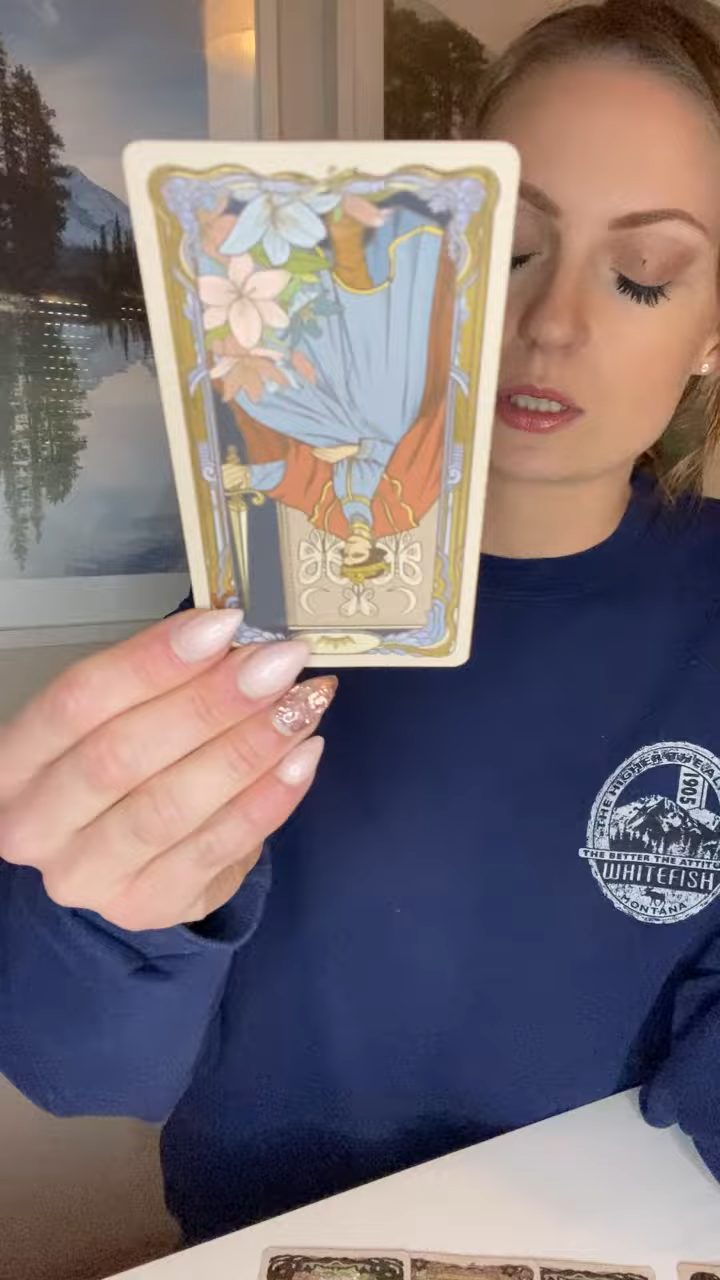 THE HIGHER THE
1905
THE BETTER THE
WHITEFISH
MONTANA